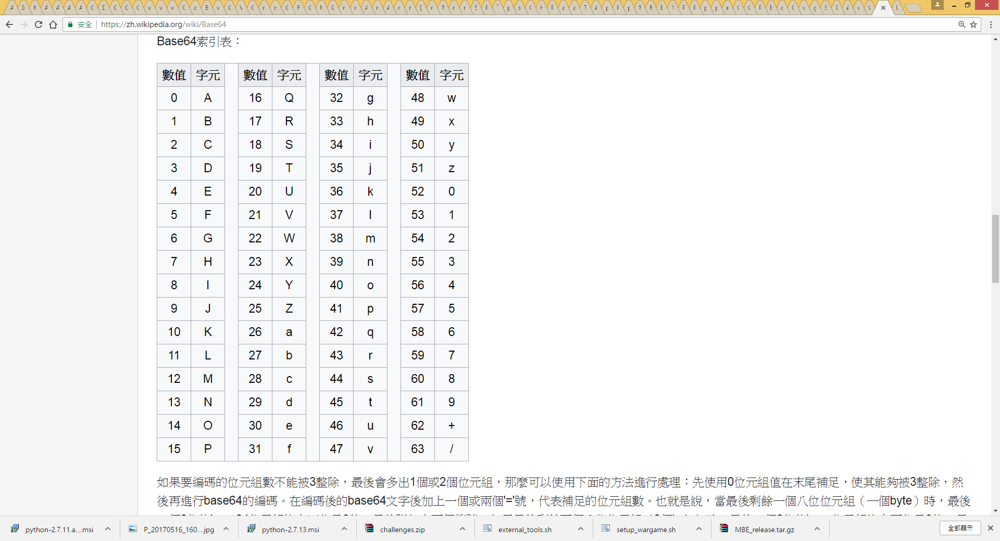 安全 https://zh.wikipedia.org/wiki/Base64
Base64索引表：
數值 字元 數值 字元 數值 字元 數值 字元
0 A 16 Q 32 g 48 w
1 B 17 R 33 h 49 x
2 C 18 S 34 i 50 y
3 D 19 T 35 j 51 z
4 E 20 U 36 k 52 0
5 F 21 V 37 l 53 1
6 G 22 W 38 m 54 2
7 H 23 X 39 n 55 3
8 I 24 Y 40 o 56 4
9 J 25 Z 41 p 57 5
10 K 26 a 42 q 58 6
11 L 27 b 43 r 59 7
12 M 28 c 44 s 60 8
13 N 29 d 45 t 61 9
14 O 30 e 46 u 62 +
15 P 31 f 47 v 63 /
如果要編碼的位元組數不能被3整除，最後會多出1個或2個位元組，那麼可以使用下面的方法進行處理：先使用0位元組值在末尾補足，使其能夠被3整除，然
後再進行base64的編碼。在編碼後的base64文字後加上一個或兩個'='號，代表補足的位元組數。也就是說，當最後剩餘一個八位位元組（一個byte）時，最後
python-2.7.11.a....msi P_20170516_160....jpg python-2.7.13.msi challenges.zip external_tools.sh setup_wargame.sh MBE_release.tar.gz 全部顯示